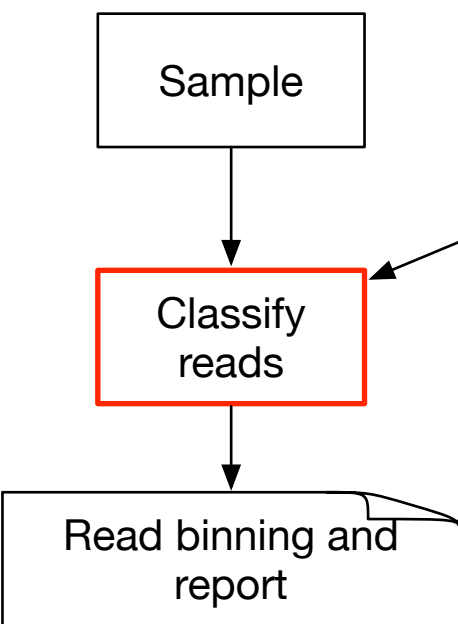 Sample
Classify
reads
Read binning and
report